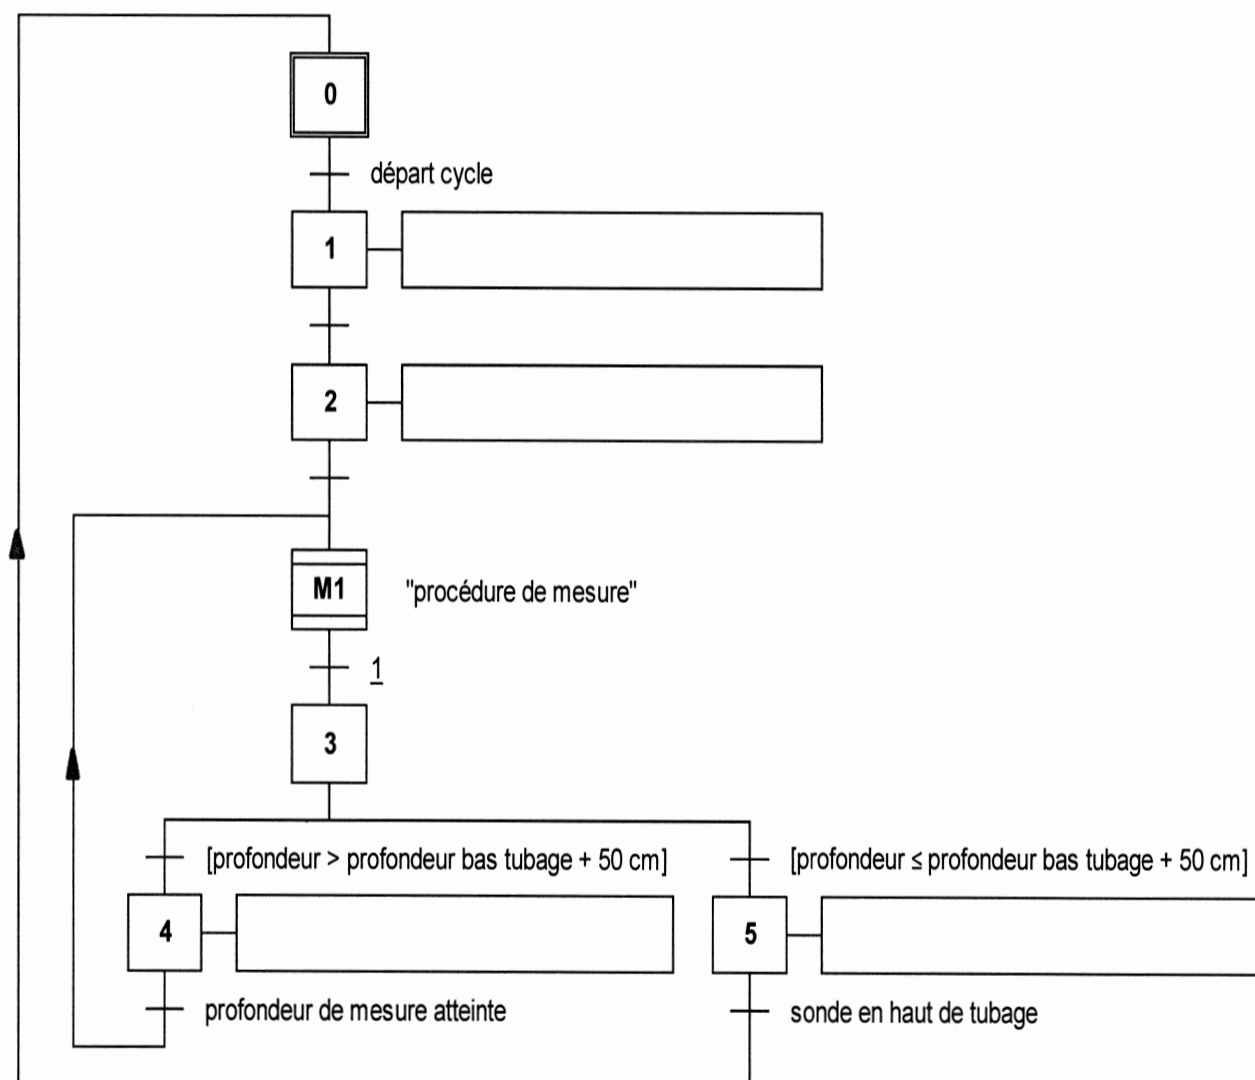 0
départ cycle
1
2
M1 "procédure de mesure"
1
3
[profondeur > profondeur bas tubage + 50 cm] [profondeur ≤ profondeur bas tubage + 50 cm]
4 5
profondeur de mesure atteinte sonde en haut de tubage